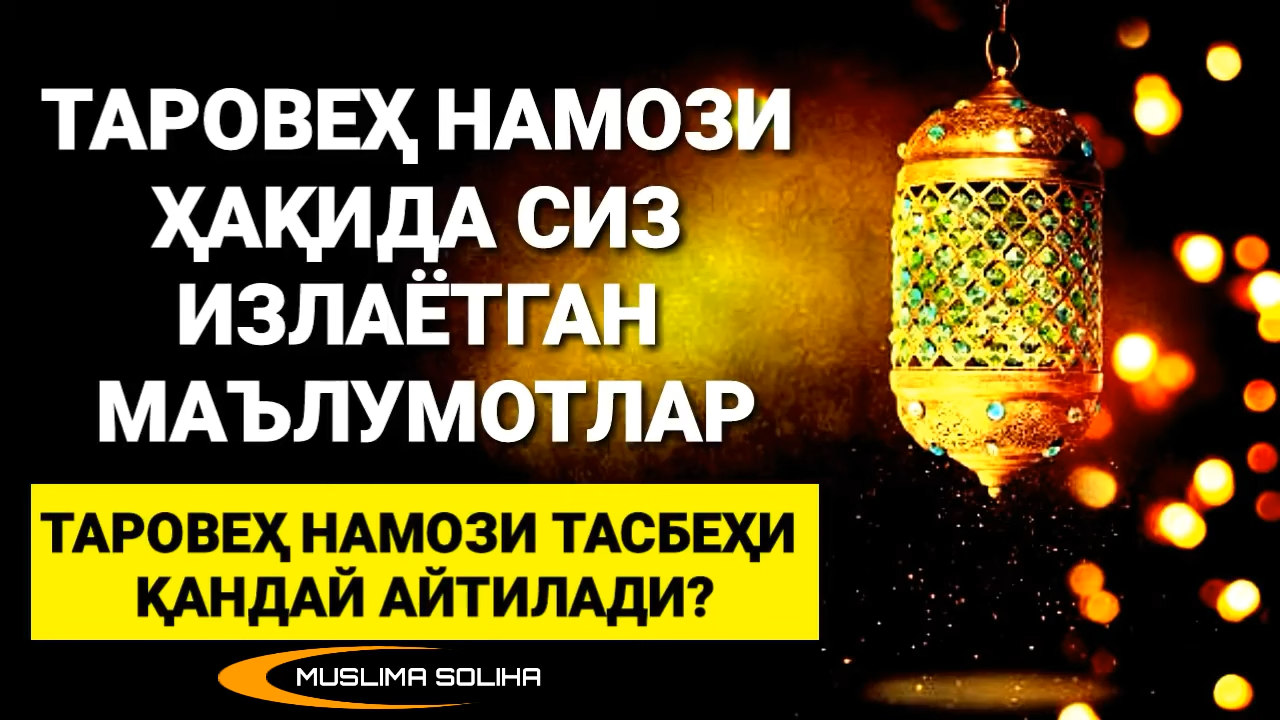 ТАРОВЕҲ НАМОЗИ
ҲАҚИДА СИЗ
ИЗЛАЁТГАН
МАЪЛУМОТЛАР
ТАРОВЕҲ НАМОЗИ ТАСБЕҲИ
ҚАНДАЙ АЙТИЛАДИ?
MUSLIMA SOLIHA